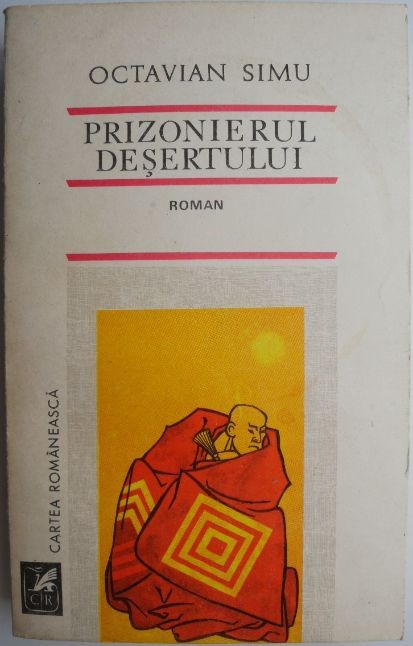 OCTAVIAN SIMU
PRIZONIERUL
DEȘERTULUI
ROMAN
CARTEA ROMÂNEASCĂ
CR